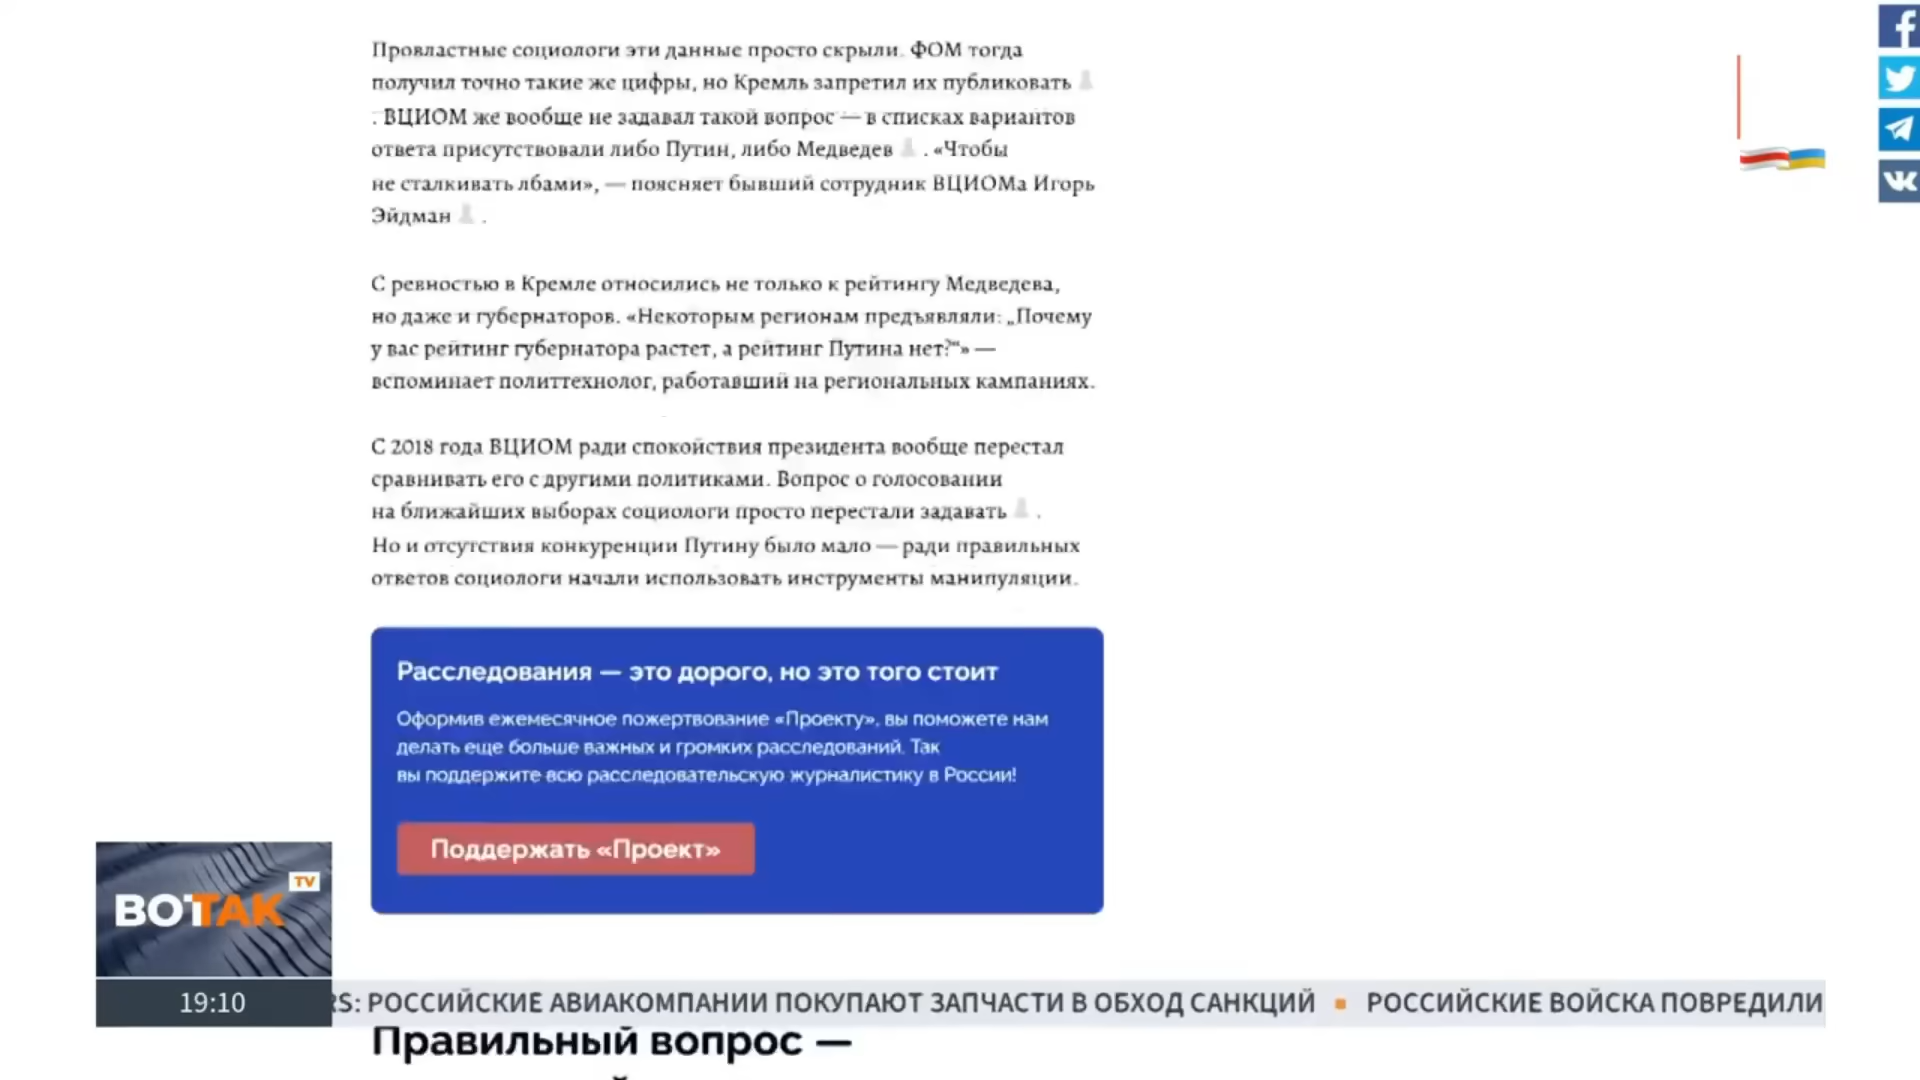 Провластные социологи эти данные просто скрыли. ФОМ тогда
получил точно такие же цифры, но Кремль запретил их публиковать
. ВЦИОМ же вообще не задавал такой вопрос — в списках вариантов
ответа присутствовали либо Путин, либо Медведев . «Чтобы
не сталкивать лбами», — поясняет бывший сотрудник ВЦИОМа Игорь
Эйдман .
С ревностью в Кремле относились не только к рейтингу Медведева,
но даже и губернаторов. «Некоторым регионам предъявляли: „Почему
у вас рейтинг губернатора растет, а рейтинг Путина нет?“» —
вспоминает политтехнолог, работавший на региональных кампаниях.
С 2018 года ВЦИОМ ради спокойствия президента вообще перестал
сравнивать его с другими политиками. Вопрос о голосовании
на ближайших выборах социологи просто перестали задавать .
Но и отсутствия конкуренции Путину было мало — ради правильных
ответов социологи начали использовать инструменты манипуляции.
Расследования — это дорого, но это того стоит
Оформив ежемесячное пожертвование «Проекту», вы поможете нам
делать еще больше важных и громких расследований. Так
вы поддержите всю расследовательскую журналистику в России!
Поддержать «Проект»
ВОТ ТАК TV
19:10
RS: РОССИЙСКИЕ АВИАКОМПАНИИ ПОКУПАЮТ ЗАПЧАСТИ В ОБХОД САНКЦИЙ ▪ РОССИЙСКИЕ ВОЙСКА ПОВРЕДИЛИ
Правильный вопрос —